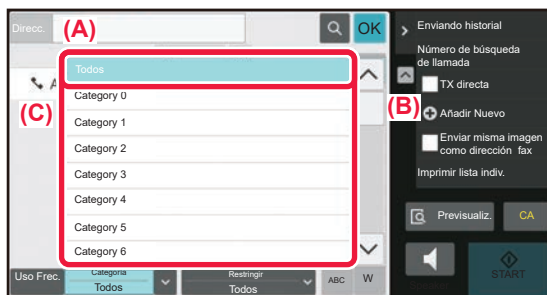 Direcc.
(A)
OK
Todos
A
(C)
Category 0
Category 1
Category 2
Category 3
Category 4
Category 5
Category 6
Uso Frec.
Categoría
Todos
Restringir
Todos
ABC
W
Enviando historial
Número de búsqueda
de llamada
TX directa
(B)
Añadir Nuevo
Enviar misma imagen
como dirección fax
Imprimir lista indiv.
Previsualiz.
CA
START